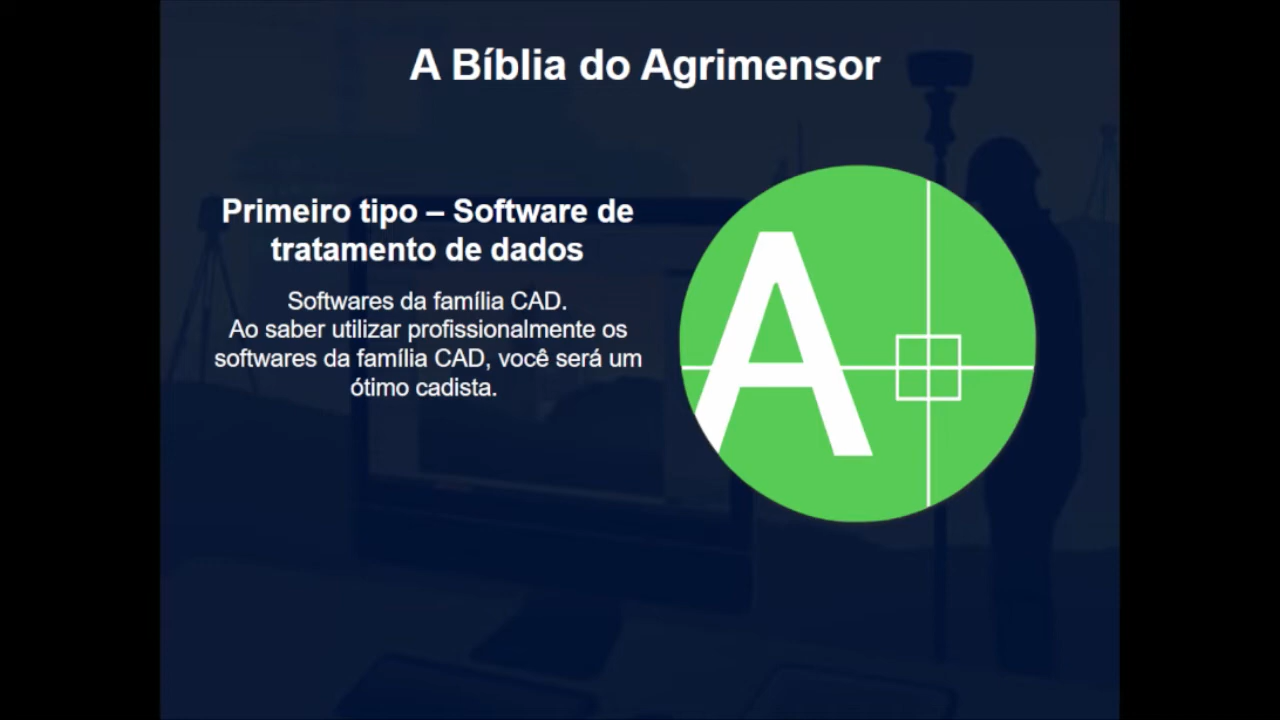 A Bíblia do Agrimensor
Primeiro tipo – Software de
tratamento de dados
Softwares da família CAD.
Ao saber utilizar profissionalmente os
softwares da família CAD, você será um
ótimo cadista.
A